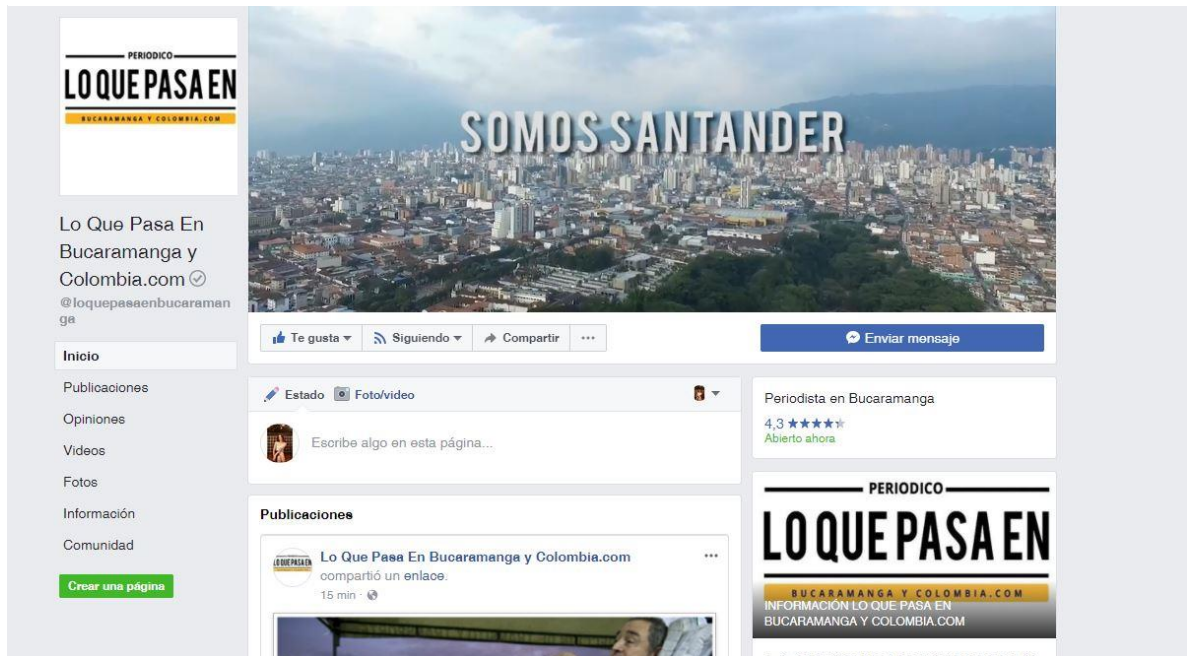 PERIODICO
LO QUE PASA EN
BUCARAMANGA Y COLOMBIA.COM
SOMOS SANTANDER
Lo Que Pasa En
Bucaramanga y
Colombia.com
@loquepasaenbucaraman
ga
Inicio
Publicaciones
Opiniones
Videos
Fotos
Información
Comunidad
Crear una página
Te gusta
Siguiendo
Compartir
Enviar mensaje
Estado
Foto/video
Escribe algo en esta página...
Publicaciones
LO QUE PASA EN
Lo Que Pasa En Bucaramanga y Colombia.com
compartió un enlace.
15 min ·
Periodista en Bucaramanga
4,3 ★★★★★
Abierto ahora
PERIODICO
LO QUE PASA EN
BUCARAMANGA Y COLOMBIA.COM
INFORMACIÓN LO QUE PASA EN
BUCARAMANGA Y COLOMBIA.COM